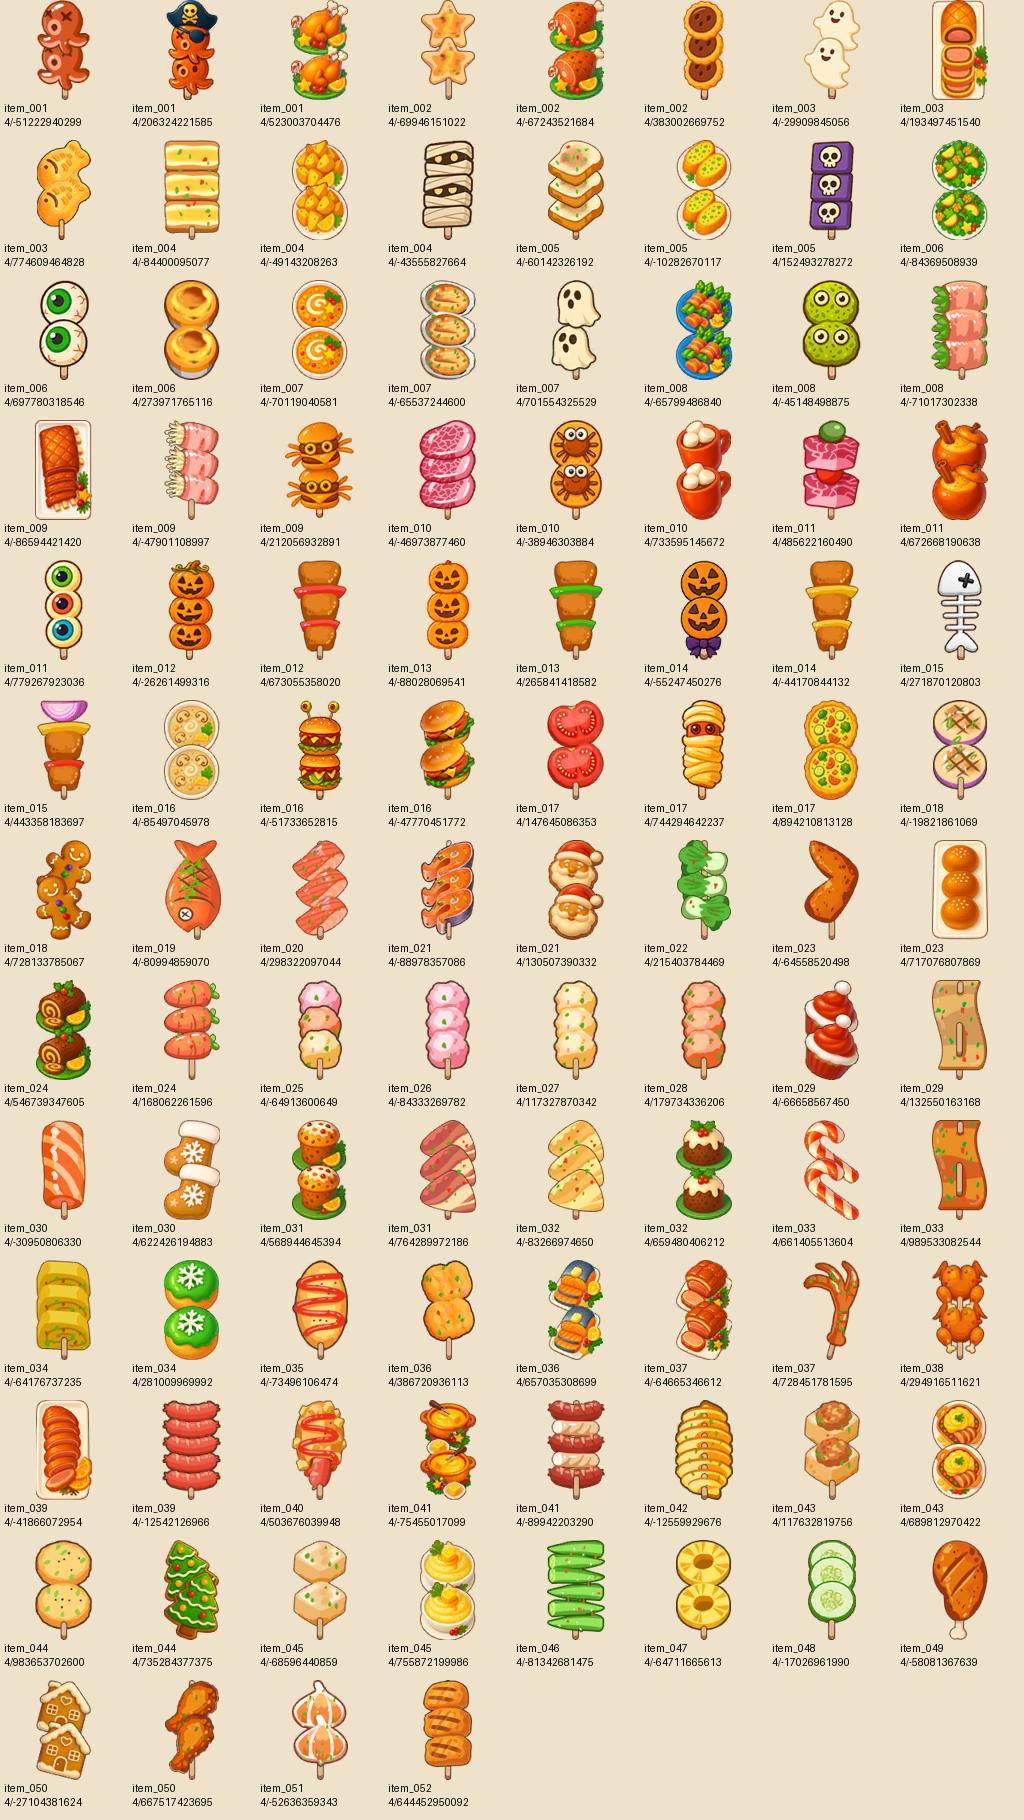 item_001
4/-51222940299
item_001
4/206324221585
item_001
4/523003704476
item_002
4/-69946151022
item_002
4/-67243521684
item_002
4/383002669752
item_003
4/-29909845056
item_003
4/193497451540
item_003
4/774609464828
item_004
4/-84400095077
item_004
4/-49143208263
item_004
4/-43555827664
item_005
4/-60142326192
item_005
4/-10282670117
item_005
4/152493278272
item_006
4/-84369508939
item_006
4/697780318546
item_006
4/273971765116
item_007
4/-70119040581
item_007
4/-65537244600
item_007
4/701554325529
item_008
4/-65799486840
item_008
4/-45148498875
item_008
4/-71017302338
item_009
4/-86594421420
item_009
4/-47901108997
item_009
4/212056932891
item_010
4/-46973877460
item_010
4/-38946303884
item_010
4/733595145672
item_011
4/485622160490
item_011
4/672668190638
item_011
4/779267923036
item_012
4/-26261499316
item_012
4/673055358020
item_013
4/-88028069541
item_013
4/265841418582
item_014
4/-55247450276
item_014
4/-44170844132
item_015
4/271870120803
item_015
4/443358183697
item_016
4/-85497045978
item_016
4/-51733652815
item_016
4/-47770451772
item_017
4/147645086353
item_017
4/744294642237
item_017
4/894210813128
item_018
4/-19821861069
item_018
4/728133785067
item_019
4/-80994859070
item_020
4/298322097044
item_021
4/-88978357086
item_021
4/130507390332
item_022
4/215403784469
item_023
4/-64558520498
item_023
4/717076807869
item_024
4/546739347605
item_024
4/168062261596
item_025
4/-64913600649
item_026
4/-84333269782
item_027
4/117327870342
item_028
4/179734336206
item_029
4/-66658567450
item_029
4/132550163168
item_030
4/-30950806330
item_030
4/622426194883
item_031
4/568944645394
item_031
4/764289972186
item_032
4/-83266974650
item_032
4/659480406212
item_033
4/661405513604
item_033
4/989533082544
item_034
4/-64176737235
item_034
4/281009969992
item_035
4/-73496106474
item_036
4/386720936113
item_036
4/657035308699
item_037
4/-64665346612
item_037
4/728451781595
item_038
4/294916511621
item_039
4/-41866072954
item_039
4/-12542126966
item_040
4/503676039948
item_041
4/-75455017099
item_041
4/-89942203290
item_042
4/-12559929676
item_043
4/117632819756
item_043
4/689812970422
item_044
4/983653702600
item_044
4/735284377375
item_045
4/-68596440859
item_045
4/755872199986
item_046
4/-81342681475
item_047
4/-64711665613
item_048
4/-17026961990
item_049
4/-58081367639
item_050
4/-27104381624
item_050
4/667517423695
item_051
4/-52636359343
item_052
4/644452950092